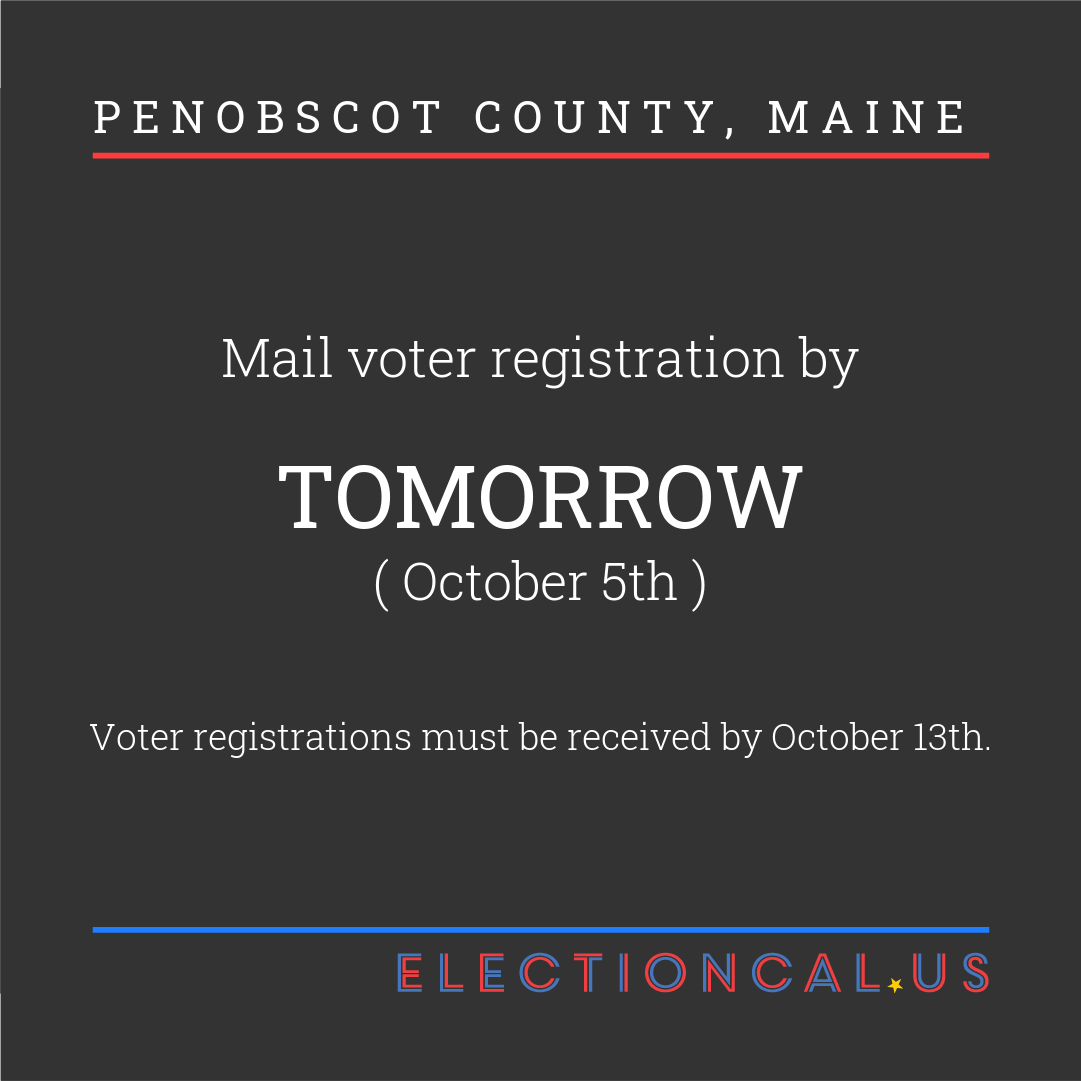 PENOBSCOT COUNTY, MAINE
Mail voter registration by
TOMORROW
( October 5th )
Voter registrations must be received by October 13th.
ELECTIONCAL.US